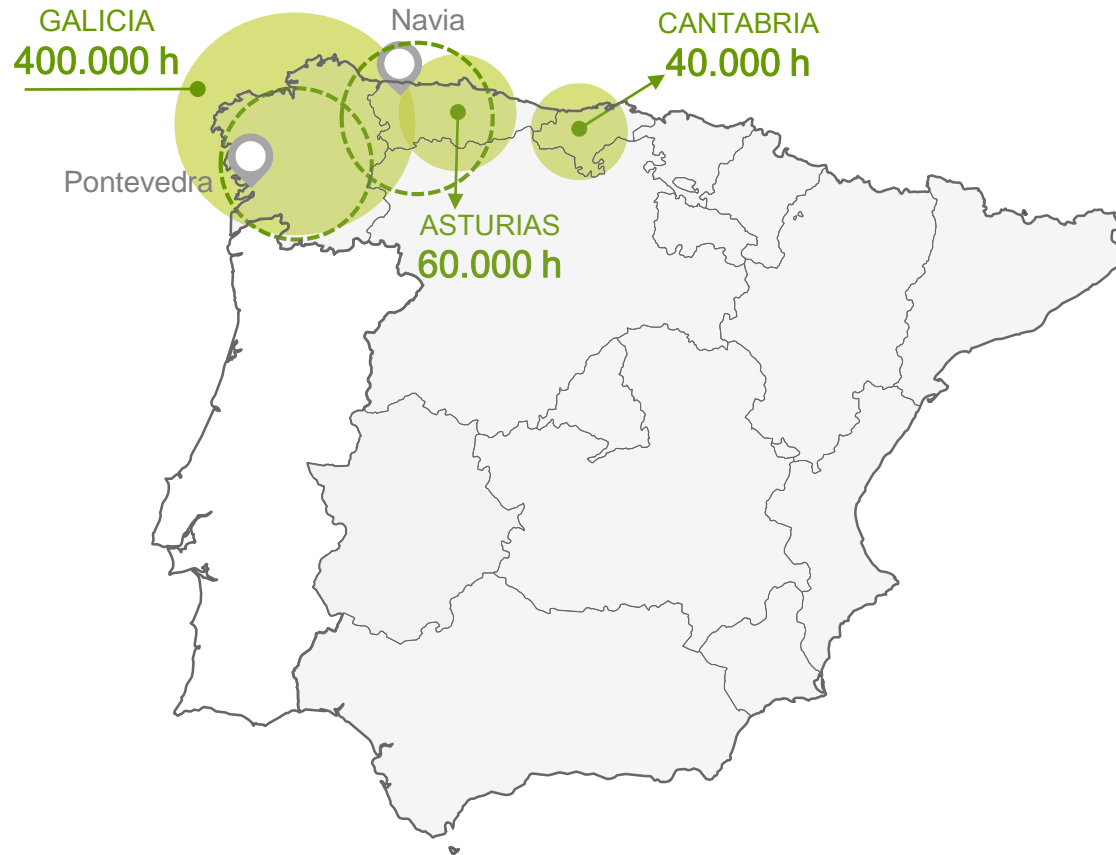 GALICIA
400.000 h
Navia
CANTABRIA
40.000 h
Pontevedra
ASTURIAS
60.000 h